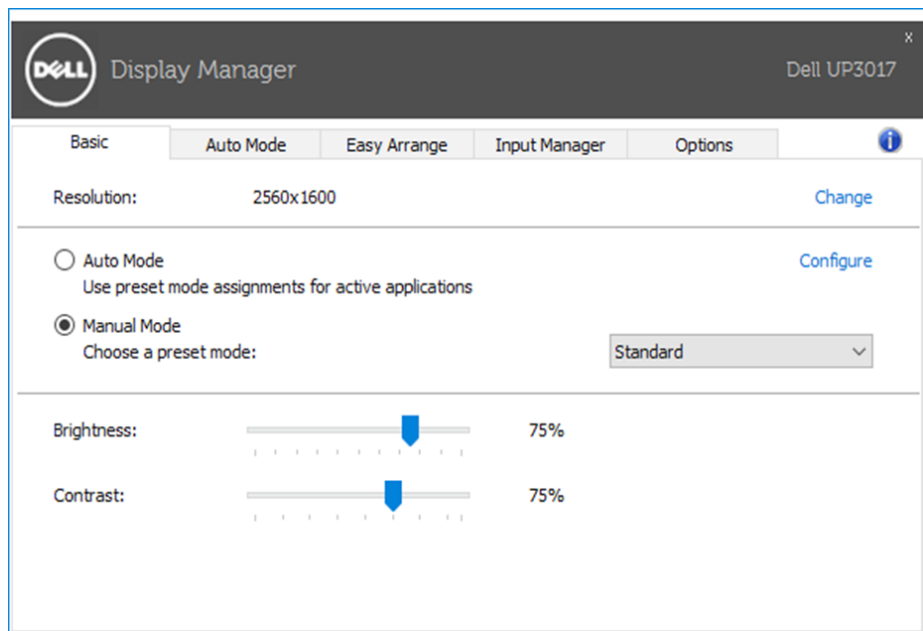 x
DELL Display Manager Dell UP3017
Basic Auto Mode Easy Arrange Input Manager Options
Resolution: 2560x1600 Change
Auto Mode Configure
Use preset mode assignments for active applications
Manual Mode
Choose a preset mode: Standard
Brightness: 75%
Contrast: 75%